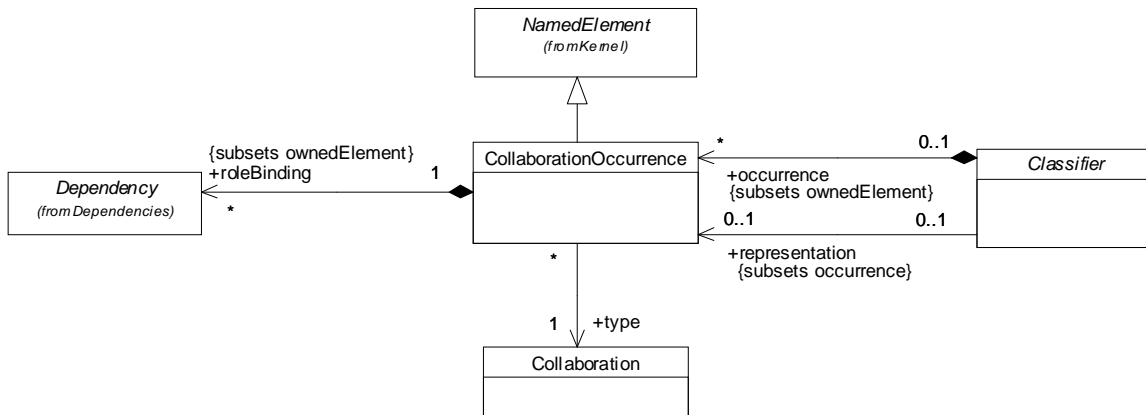 NamedElement
(fromKernel)
{subsets ownedElement}
+roleBinding
1
*
Dependency
(fromDependencies)
CollaborationOccurrence
*
0..1
+occurrence
{subsets ownedElement}
Classifier
0..1
0..1
+representation
{subsets occurrence}
*
1
+type
Collaboration